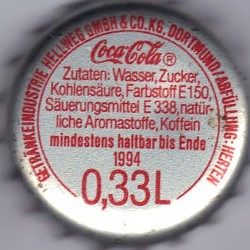 GETRÄNKEINDUSTRIE HELLWEG GMBH & CO. KG, DORTMUND/ABFÜLLUNG: HERTEN
Coca-Cola®
Zutaten: Wasser, Zucker,
Kohlensäure, Farbstoff E 150,
Säuerungsmittel E 338, natür-
liche Aromastoffe, Koffein
mindestens haltbar bis Ende
1994
0,33L